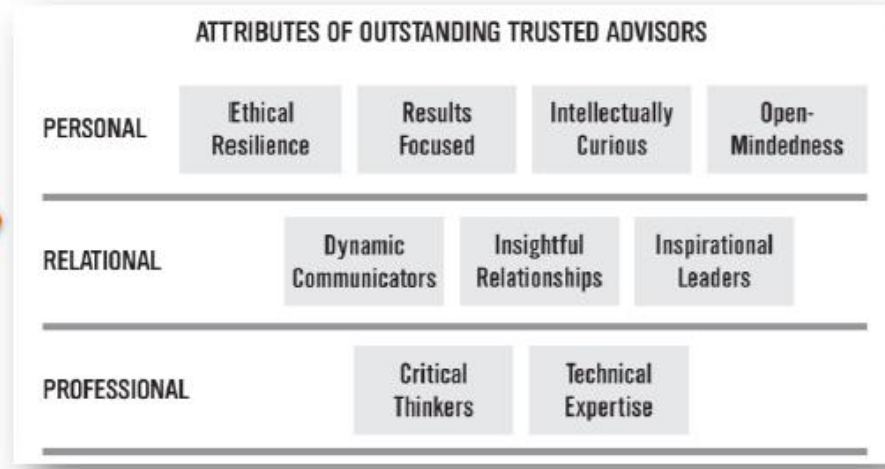 ATTRIBUTES OF OUTSTANDING TRUSTED ADVISORS
PERSONAL
Ethical
Resilience
Results
Focused
Intellectually
Curious
Open-
Mindedness
RELATIONAL
Dynamic
Communicators
Insightful
Relationships
Inspirational
Leaders
PROFESSIONAL
Critical
Thinkers
Technical
Expertise